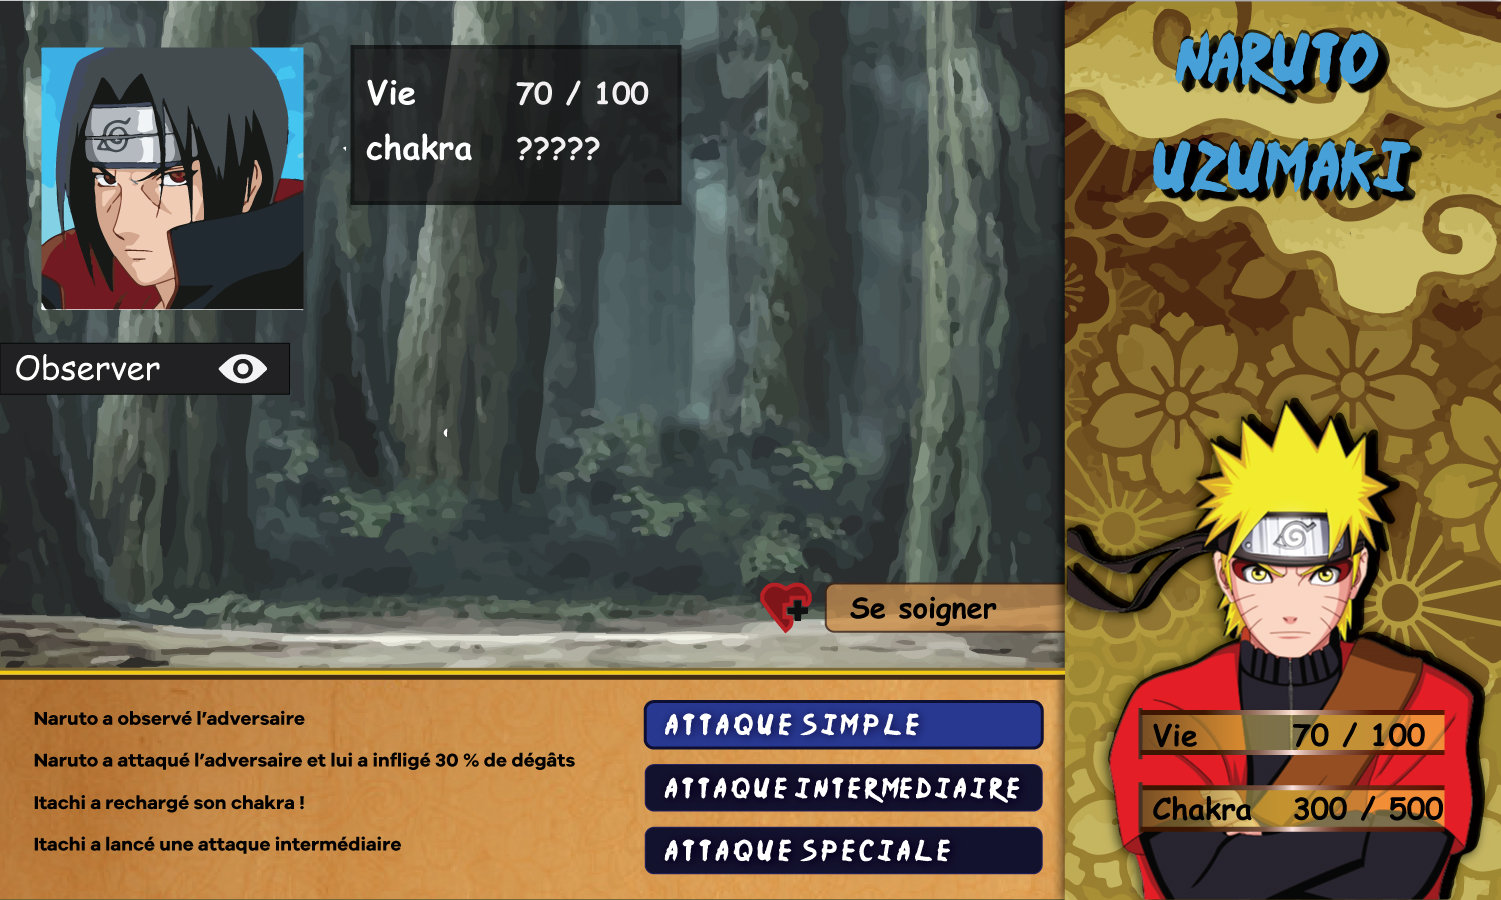 Vie 70 / 100
chakra ?????
Observer
Se soigner
Naruto a observé l'adversaire
Naruto a attaqué l'adversaire et lui a infligé 30 % de dégâts
Itachi a rechargé son chakra !
Itachi a lancé une attaque intermédiaire
ATTAQUE SIMPLE
ATTAQUE INTERMEDIAIRE
ATTAQUE SPECIALE
NARUTO
UZUMAKI
Vie 70 / 100
Chakra 300 / 500